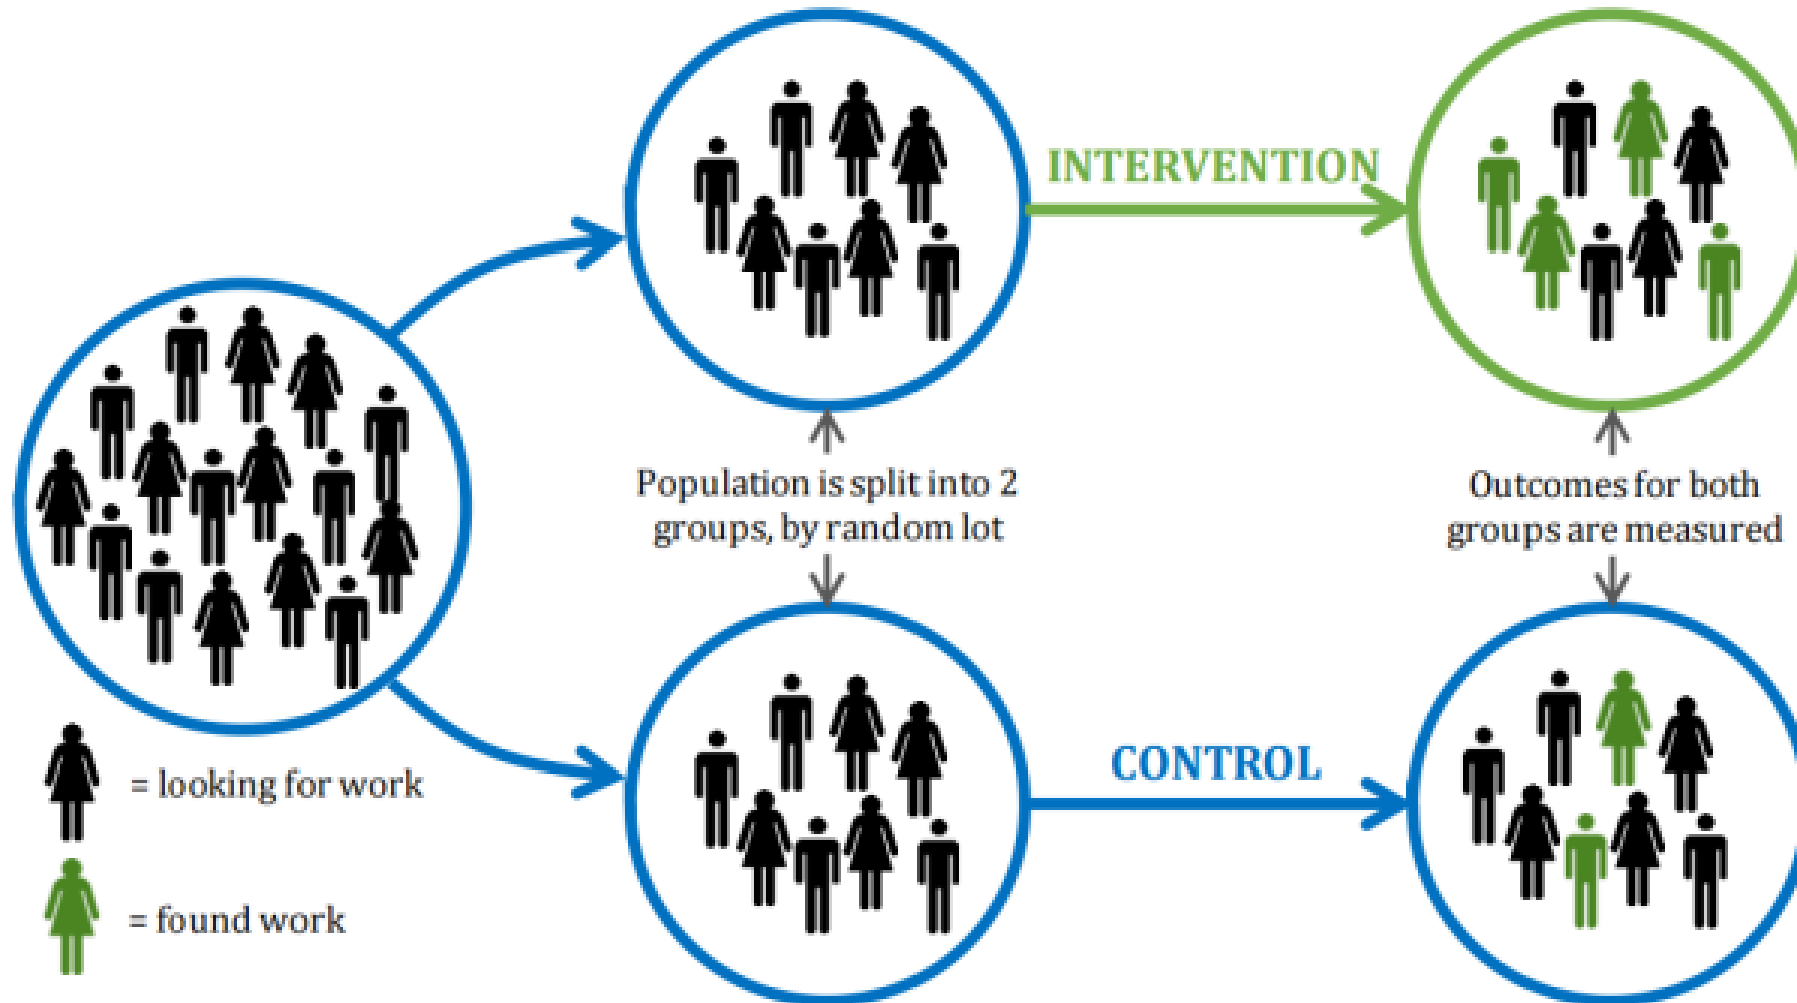 INTERVENTION
Population is split into 2
groups, by random lot
Outcomes for both
groups are measured
CONTROL
= looking for work
= found work